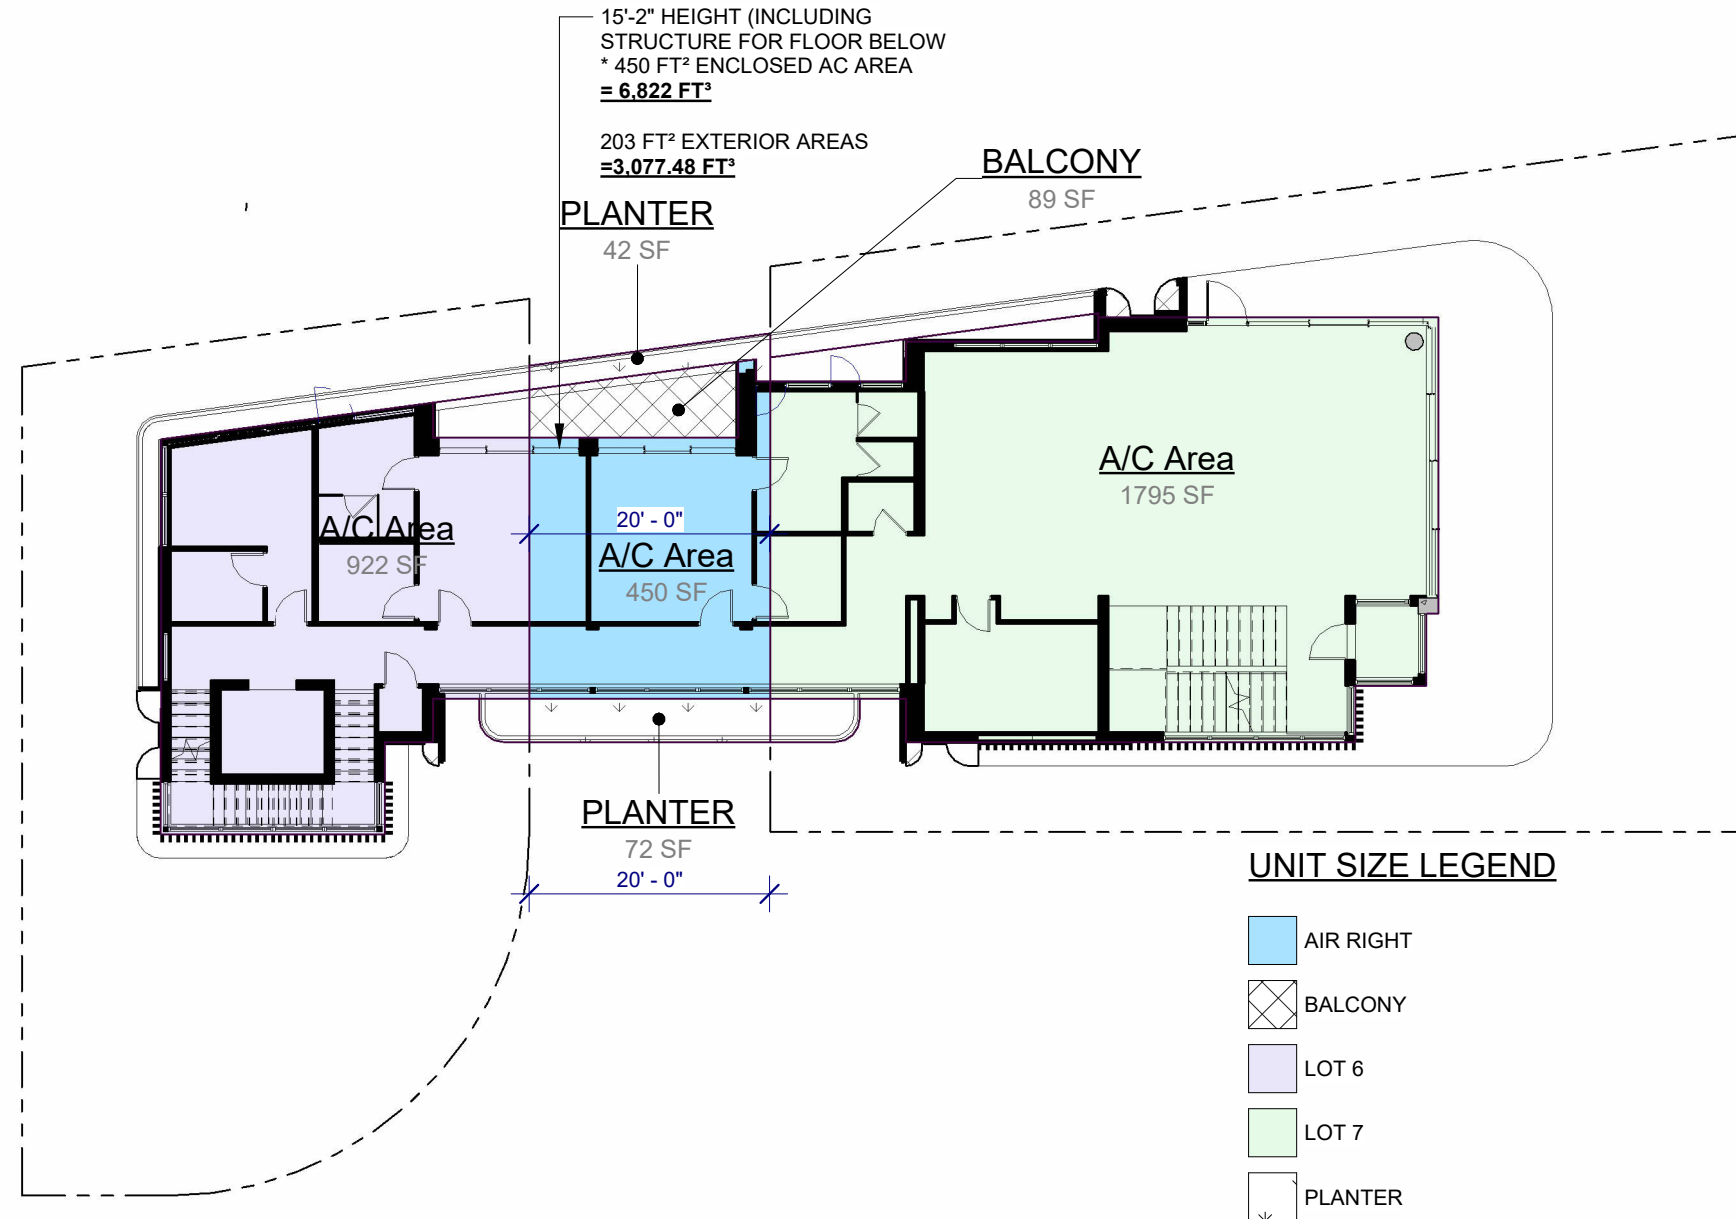 15'-2" HEIGHT (INCLUDING
STRUCTURE FOR FLOOR BELOW
* 450 FT² ENCLOSED AC AREA
= 6,822 FT³
203 FT² EXTERIOR AREAS
=3,077.48 FT³
BALCONY
89 SF
PLANTER
42 SF
A/C Area
1795 SF
20' - 0"
A/C Area
922 SF
A/C Area
450 SF
PLANTER
72 SF
20' - 0"
UNIT SIZE LEGEND
AIR RIGHT
BALCONY
LOT 6
LOT 7
PLANTER